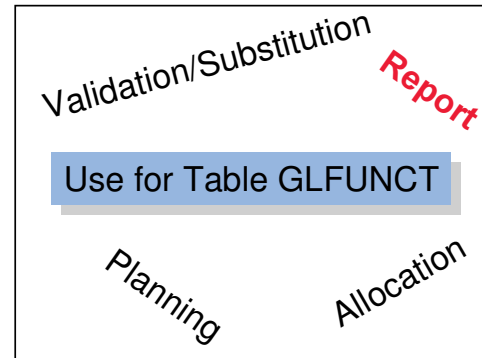 Validation/Substitution
Report
Use for Table GLFUNCT
Planning
Allocation